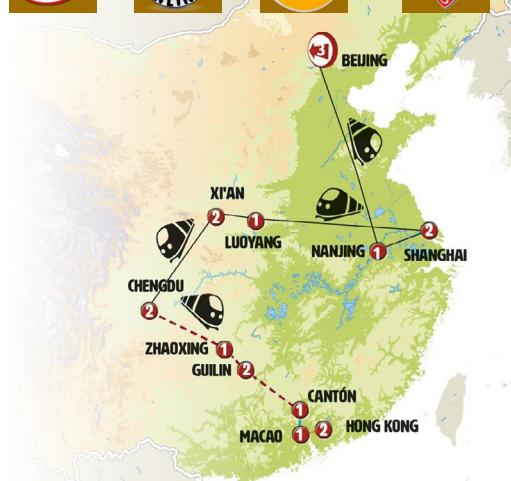 3
BEIJING
XI'AN
2
1
LUOYANG
2
NANJING
1
SHANGHAI
CHENGDU
2
ZHAOXING
1
GUILIN
2
CANTÓN
1
MACAO
1
2
HONG KONG